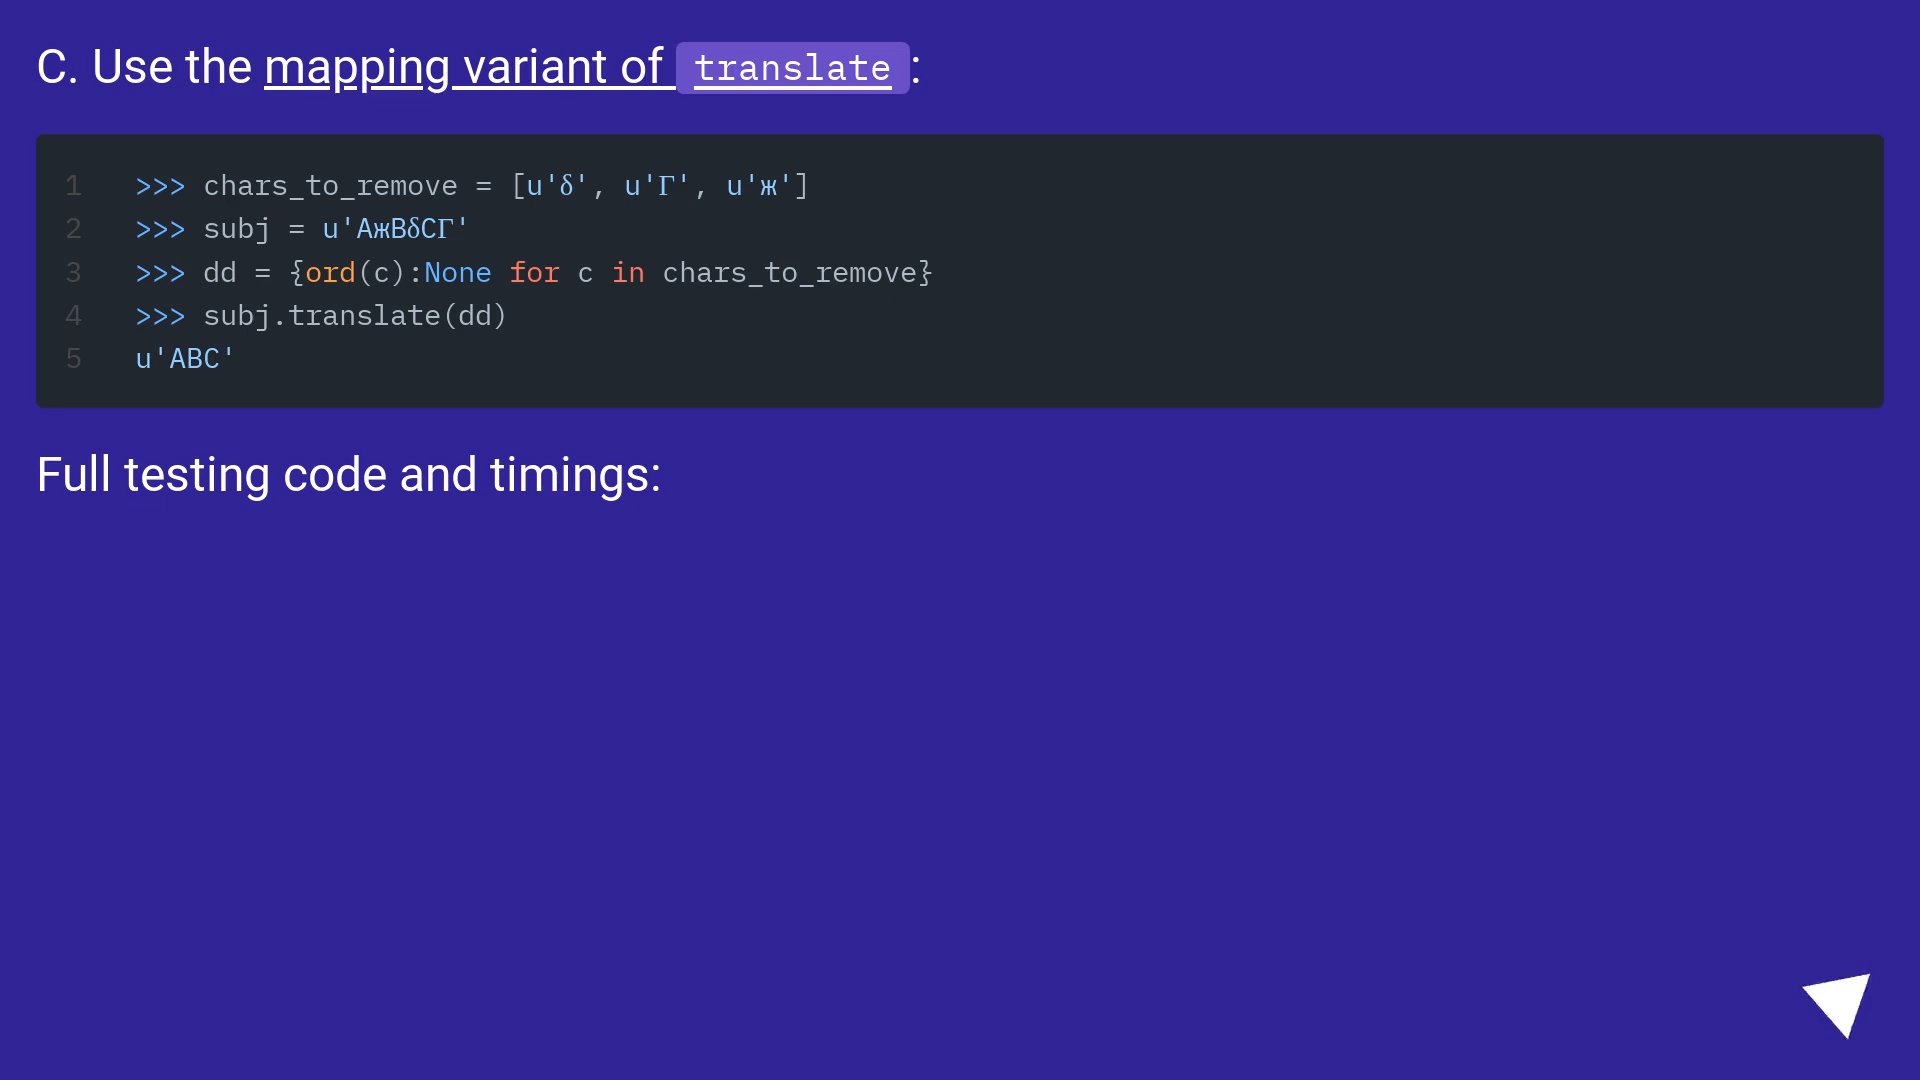 C. Use the mapping variant of translate:
1 >>> chars_to_remove = [u'δ', u'Γ', u'ж']
2 >>> subj = u'AжBδCΓ'
3 >>> dd = {ord(c):None for c in chars_to_remove}
4 >>> subj.translate(dd)
5 u'ABC'
Full testing code and timings: